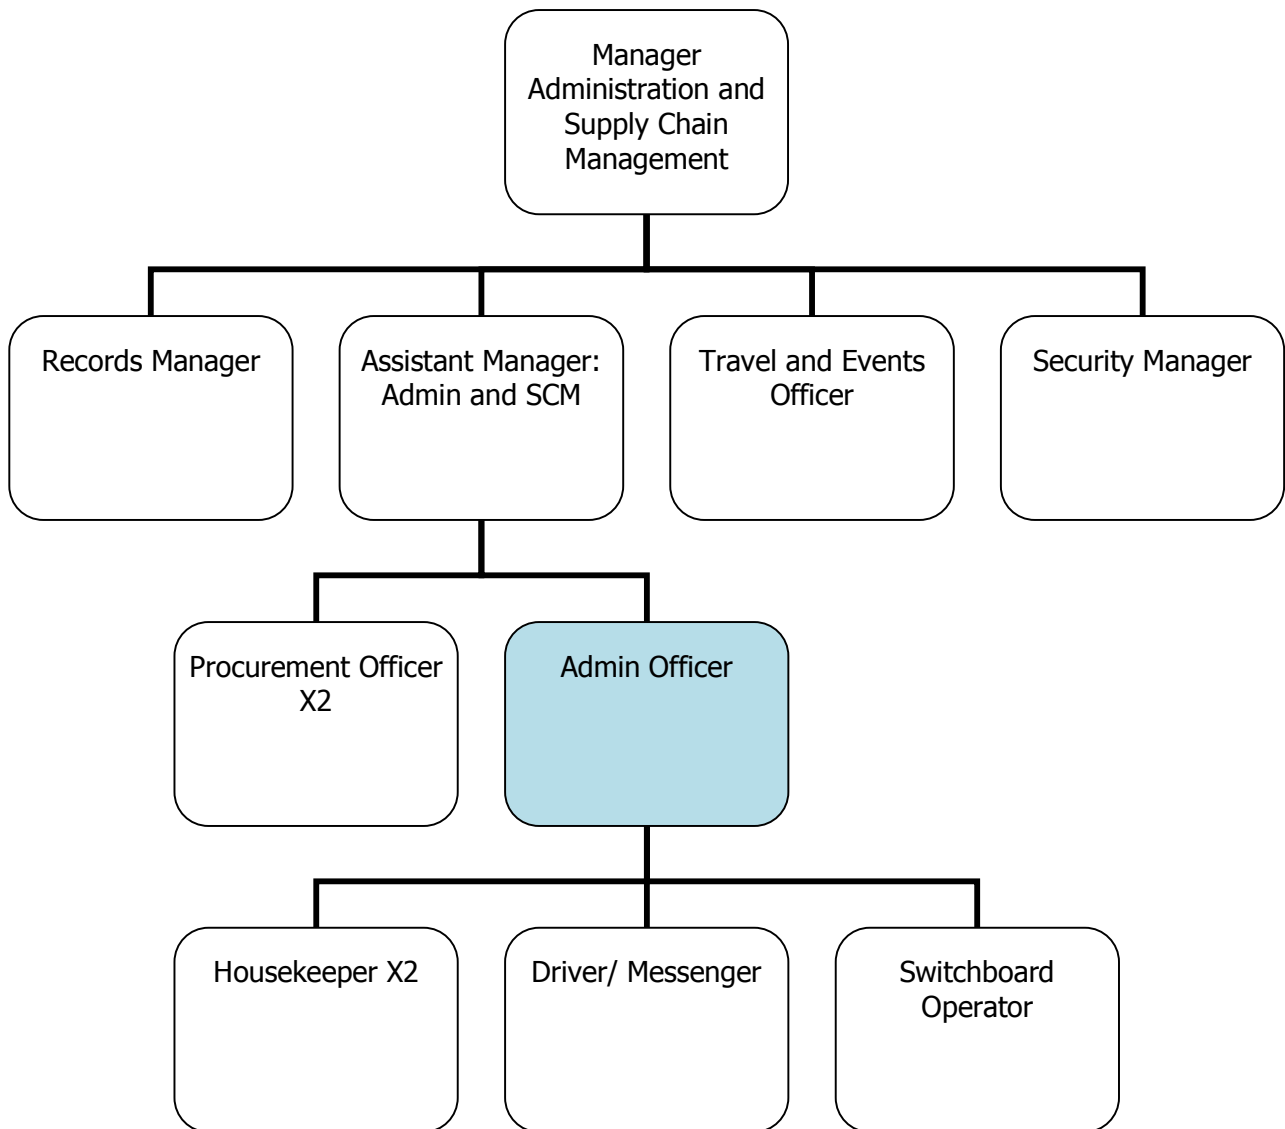 Manager
Administration and
Supply Chain
Management
Records Manager
Assistant Manager:
Admin and SCM
Travel and Events
Officer
Security Manager
Procurement Officer
X2
Admin Officer
Housekeeper X2
Driver/ Messenger
Switchboard
Operator